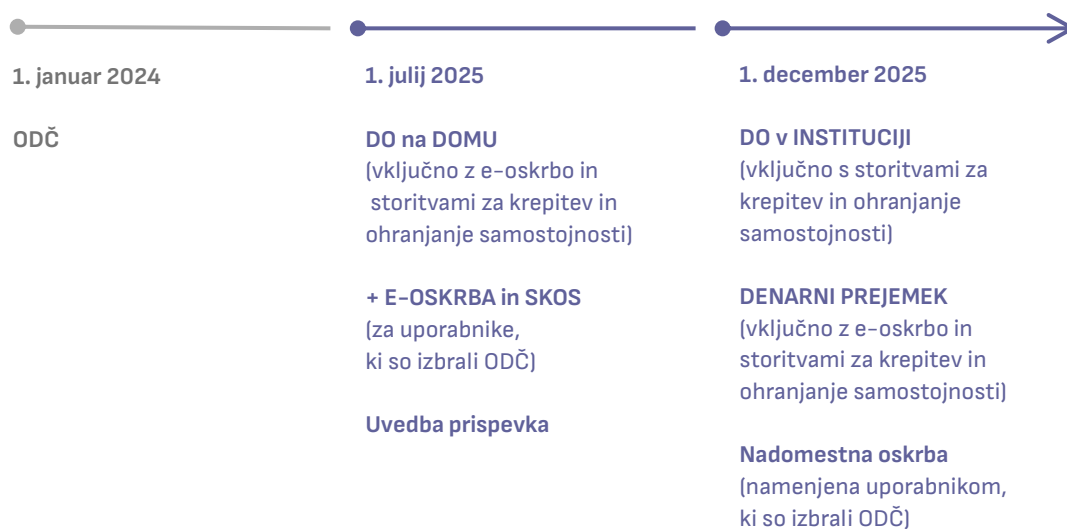 1. januar 2024
ODČ
1. julij 2025
DO na DOMU
(vključno z e-oskrbo in
storitvami za krepitev in
ohranjanje samostojnosti)
+ E-OSKRBA in SKOS
(za uporabnike,
ki so izbrali ODČ)
Uvedba prispevka
1. december 2025
DO v INSTITUCIJI
(vključno s storitvami za
krepitev in ohranjanje
samostojnosti)
DENARNI PREJEMEK
(vključno z e-oskrbo in
storitvami za krepitev in
ohranjanje samostojnosti)
Nadomestna oskrba
(namenjena uporabnikom,
ki so izbrali ODČ)